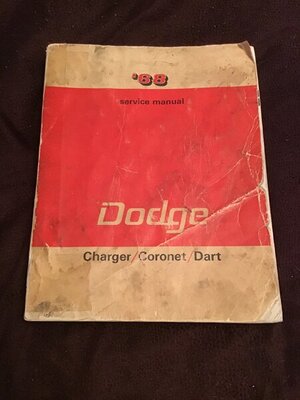 '68
service manual
Dodge
Charger/Coronet/Dart